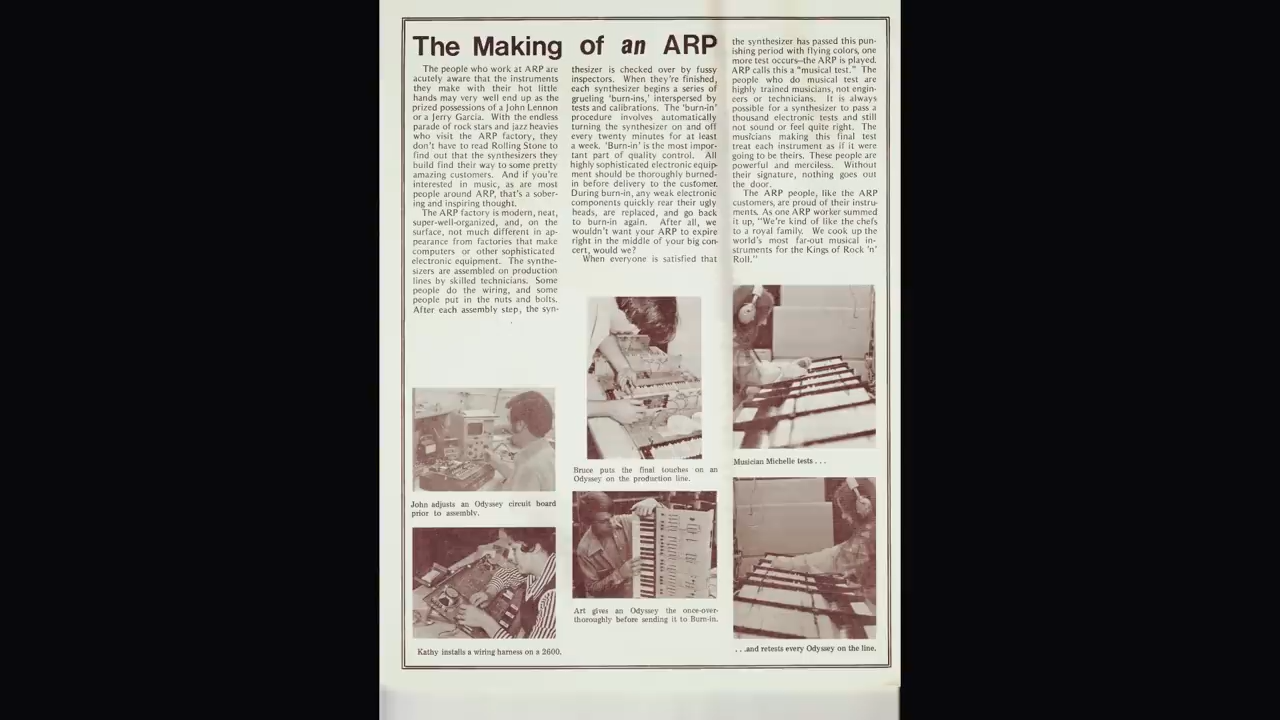 The Making of an ARP
The people who work at ARP are
acutely aware that the instruments
they make with their hot little
hands may very well end up as the
prized possessions of a John Lennon
or a Jerry Garcia. With the endless
parade of rock stars and jazz heavies
who visit the ARP factory, they
don't have to read Rolling Stone to
find out that the synthesizers they
build find their way to some pretty
amazing customers. And if you're
interested in music, as are most
people around ARP, that's a sober-
ing and inspiring thought.
The ARP factory is modern, neat,
super-well-organized, and, on the
surface, not much different in ap-
pearance from factories that make
computers or other sophisticated
electronic equipment. The synthe-
sizers are assembled on production
lines by skilled technicians. Some
people do the wiring, and some
people put in the nuts and bolts.
After each assembly step, the syn-
thesizer is checked over by fussy
inspectors. When they're finished,
each synthesizer begins a series of
grueling 'burn-ins,' interspersed by
tests and calibrations. The 'burn-in'
procedure involves automatically
turning the synthesizer on and off
every twenty minutes for at least
a week. 'Burn-in' is the most impor-
tant part of quality control. All
highly sophisticated electronic equip-
ment should be thoroughly burned-
in before delivery to the customer.
During burn-in, any weak electronic
components quickly rear their ugly
heads, are replaced, and go back
to burn-in again. After all, we
wouldn't want your ARP to expire
right in the middle of your big con-
cert, would we?
When everyone is satisfied that
the synthesizer has passed this pun-
ishing period with flying colors, one
more test occurs—the ARP is played.
ARP calls this a "musical test." The
people who do musical test are
highly trained musicians, not engin-
eers or technicians. It is always
possible for a synthesizer to pass a
thousand electronic tests and still
not sound or feel quite right. The
musicians making this final test
treat each instrument as if it were
going to be theirs. These people are
powerful and merciless. Without
their signature, nothing goes out
the door.
The ARP people, like the ARP
customers, are proud of their instru-
ments. As one ARP worker summed
it up, "We're kind of like the chefs
to a royal family. We cook up the
world's most far-out musical in-
struments for the Kings of Rock 'n'
Roll."
John adjusts an Odyssey circuit board
prior to assembly.
Kathy installs a wiring harness on a 2600.
Bruce puts the final touches on an
Odyssey on the production line.
Art gives an Odyssey the once-over-
thoroughly before sending it to Burn-in.
Musician Michelle tests . . .
. . .and retests every Odyssey on the line.